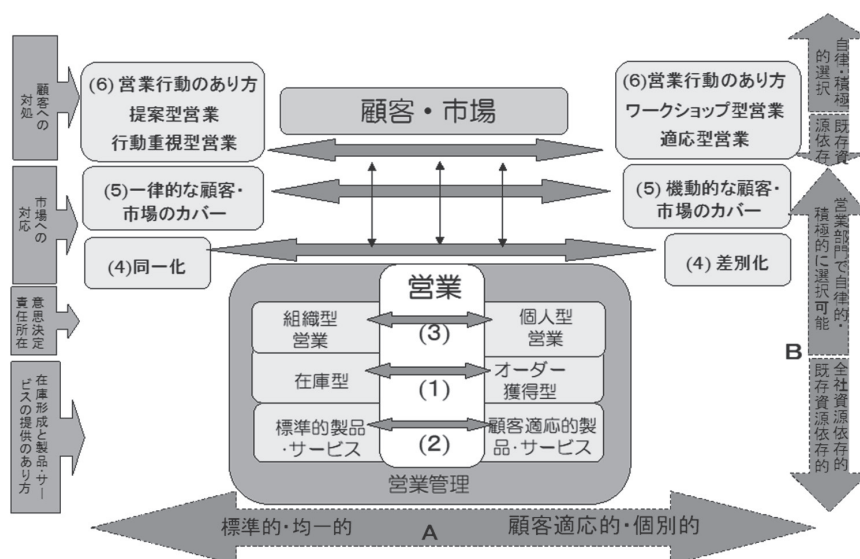 顧客への
対処
(6) 営業行動のあり方
提案型営業
行動重視型営業
顧客・市場
(6)営業行動のあり方
ワークショップ型営業
適応型営業
自律・積極
的選択
既存資
源依存
市場への
対応
(5)一律的な顧客・
市場のカバー
(5) 機動的な顧客・
市場のカバー
(4)同一化
(4) 差別化
営業部門で自律的・
積極的に選択可能
意思決定
責任所在
営業
組織型
営業
(3)
個人型
営業
在庫型
(1)
オーダー
獲得型
標準的製品
・サービス
(2)
顧客適応的製
品・サービス
営業管理
在庫形成と製品・サー
ビスの提供のあり方
B
全社資源依存的
既存資源依存的
標準的・均一的
A
顧客適応的・個別的